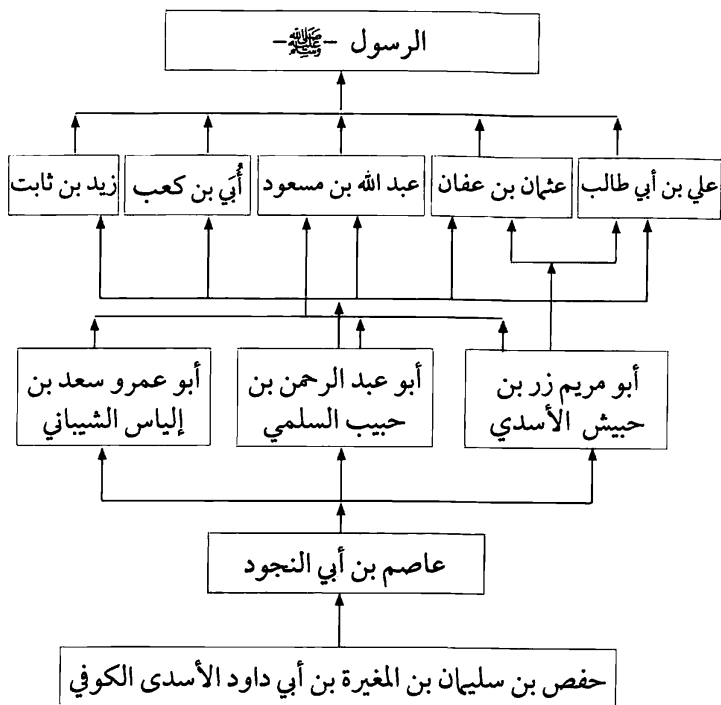 الرسول -ﷺ-
علي بن أبي طالب
عثمان بن عفان
عبد الله بن مسعود
أُبَي بن كعب
زيد بن ثابت
أبو مريم زر بن
حبيش الأسدي
أبو عبد الرحمن بن
حبيب السلمي
أبو عمرو سعد بن
إلياس الشيباني
عاصم بن أبي النجود
حفص بن سليمان بن المغيرة بن أبي داود الأسدى الكوفي